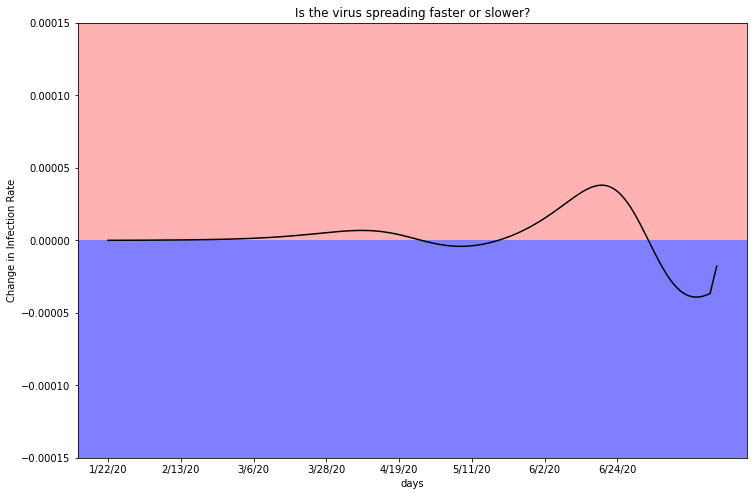 Is the virus spreading faster or slower?
0.00015
0.00010
0.00005
0.00000
−0.00005
−0.00010
−0.00015
Change in Infection Rate
1/22/20 2/13/20 3/6/20 3/28/20 4/19/20 5/11/20 6/2/20 6/24/20
days